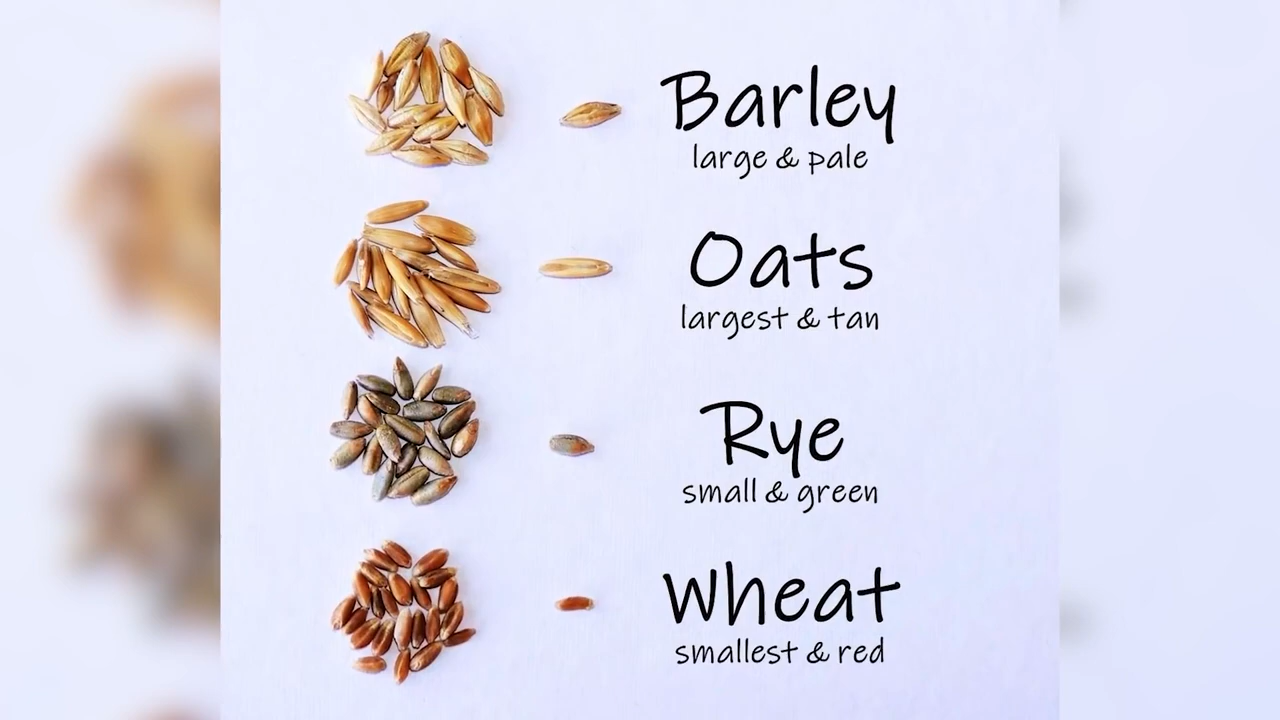 Barley
large & pale
Oats
largest & tan
Rye
small & green
Wheat
smallest & red